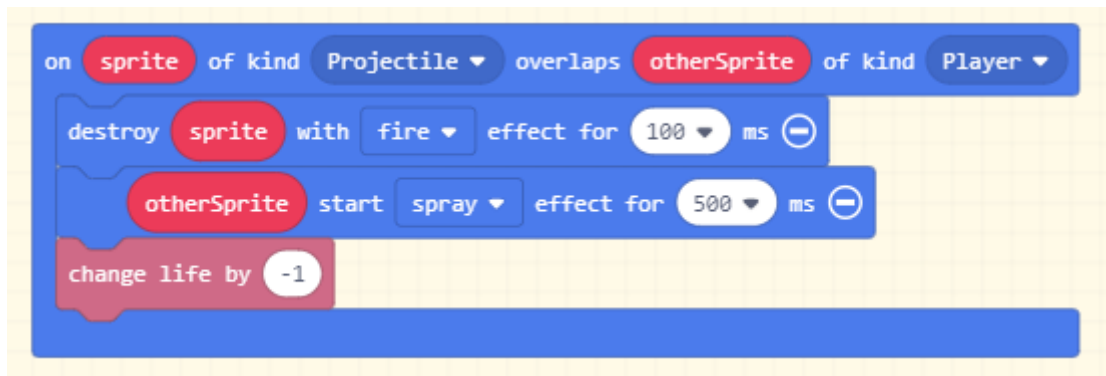 on sprite of kind Projectile overlaps otherSprite of kind Player
destroy sprite with fire effect for 100 ms
otherSprite start spray effect for 500 ms
change life by -1